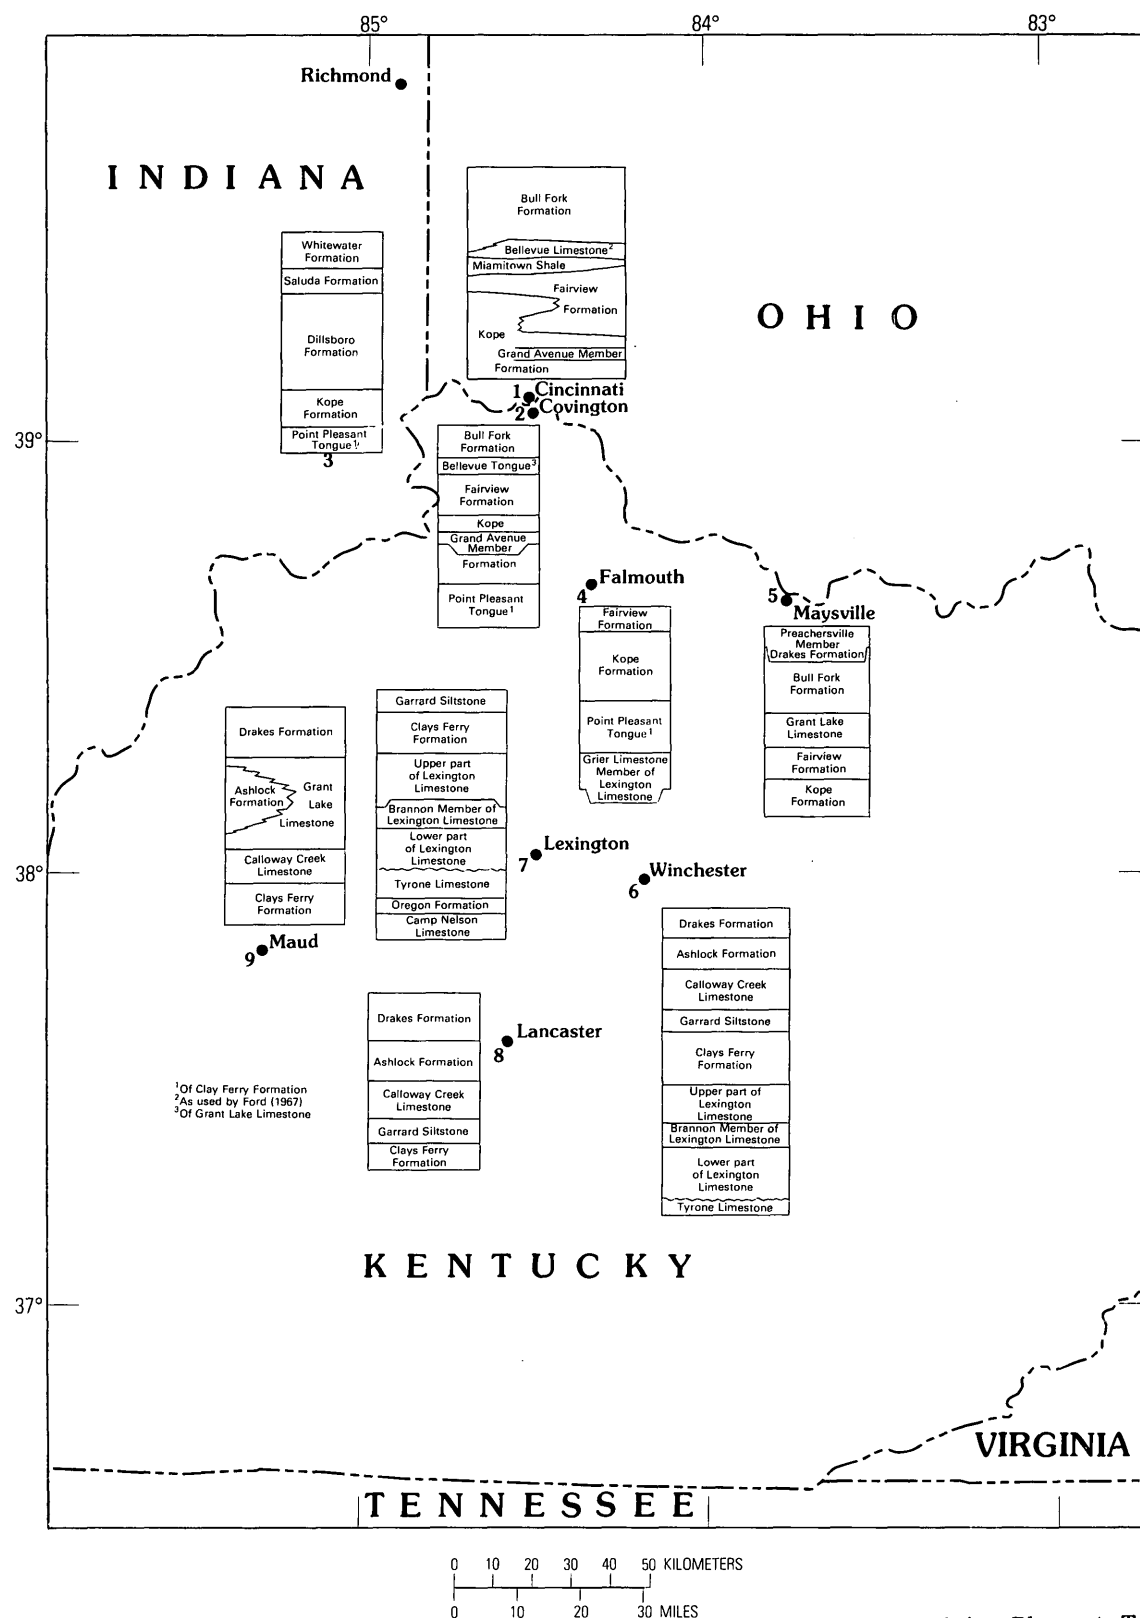 85°
84°
83°
Richmond
INDIANA
OHIO
Bull Fork
Formation
Bellevue Limestone²
Miamitown Shale
Fairview
Formation
Kope
Grand Avenue Member
Formation
Whitewater
Formation
Saluda Formation
Dillsboro
Formation
Kope
Formation
Point Pleasant
Tongue¹
3
1 Cincinnati
2 Covington
39°
Bull Fork
Formation
Bellevue Tongue³
Fairview
Formation
Kope
Grand Avenue
Member
Formation
Point Pleasant
Tongue¹
Falmouth
4
Fairview
Formation
Kope
Formation
Point Pleasant
Tongue¹
Grier Limestone
Member of
Lexington
Limestone
5
Maysville
Preachersville
Member
Drakes Formation
Bull Fork
Formation
Grant Lake
Limestone
Fairview
Formation
Kope
Formation
Drakes Formation
Ashlock
Formation
Grant
Lake
Limestone
Calloway Creek
Limestone
Clays Ferry
Formation
Maud
9
Garrard Siltstone
Clays Ferry
Formation
Upper part
of Lexington
Limestone
Brannon Member of
Lexington Limestone
Lower part
of Lexington
Limestone
Tyrone Limestone
Oregon Formation
Camp Nelson
Limestone
Lexington
7
38°
Winchester
6
Drakes Formation
Ashlock Formation
Calloway Creek
Limestone
Garrard Siltstone
Clays Ferry
Formation
Upper part of
Lexington
Limestone
Brannon Member of
Lexington Limestone
Lower part
of Lexington
Limestone
Tyrone Limestone
Lancaster
8
Drakes Formation
Ashlock Formation
Calloway Creek
Limestone
Garrard Siltstone
Clays Ferry
Formation
¹Of Clay Ferry Formation
²As used by Ford (1967)
³Of Grant Lake Limestone
KENTUCKY
37°
VIRGINIA
TENNESSEE
0 10 20 30 40 50 KILOMETERS
0 10 20 30 MILES